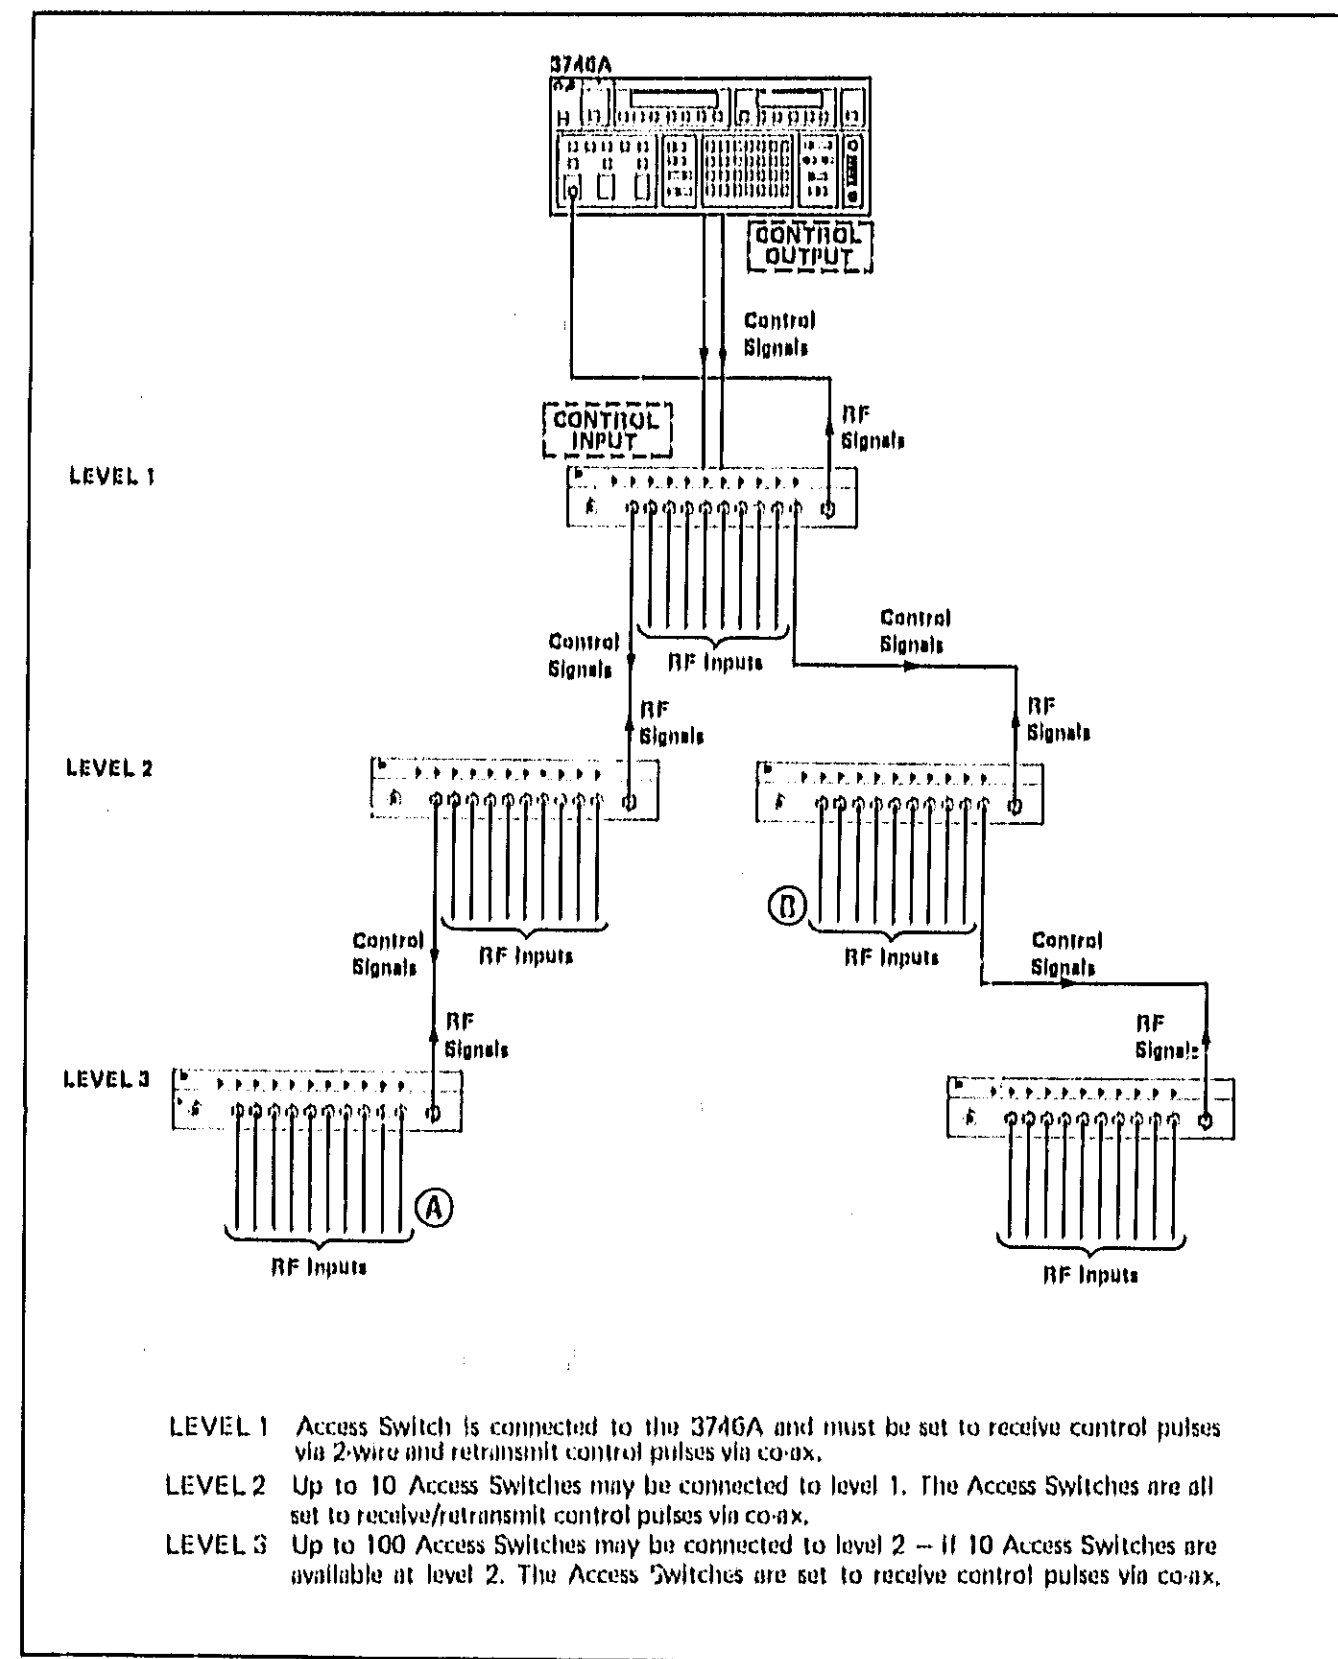 3746A
CONTROL
OUTPUT
Control
Signals
CONTROL
INPUT
RF
Signals
LEVEL 1
Control
Signals
RF Inputs
Control
Signals
RF
Signals
RF
Signals
LEVEL 2
B
Control
Signals
RF Inputs
RF Inputs
Control
Signals
RF
Signals
RF
Signals
LEVEL 3
A
RF Inputs
RF Inputs
LEVEL 1 Access Switch is connected to the 3746A and must be set to receive control pulses
via 2-wire and retransmit control pulses via co-ax.
LEVEL 2 Up to 10 Access Switches may be connected to level 1. The Access Switches are all
set to receive/retransmit control pulses via co-ax.
LEVEL 3 Up to 100 Access Switches may be connected to level 2 – if 10 Access Switches are
available at level 2. The Access Switches are set to receive control pulses via co-ax.